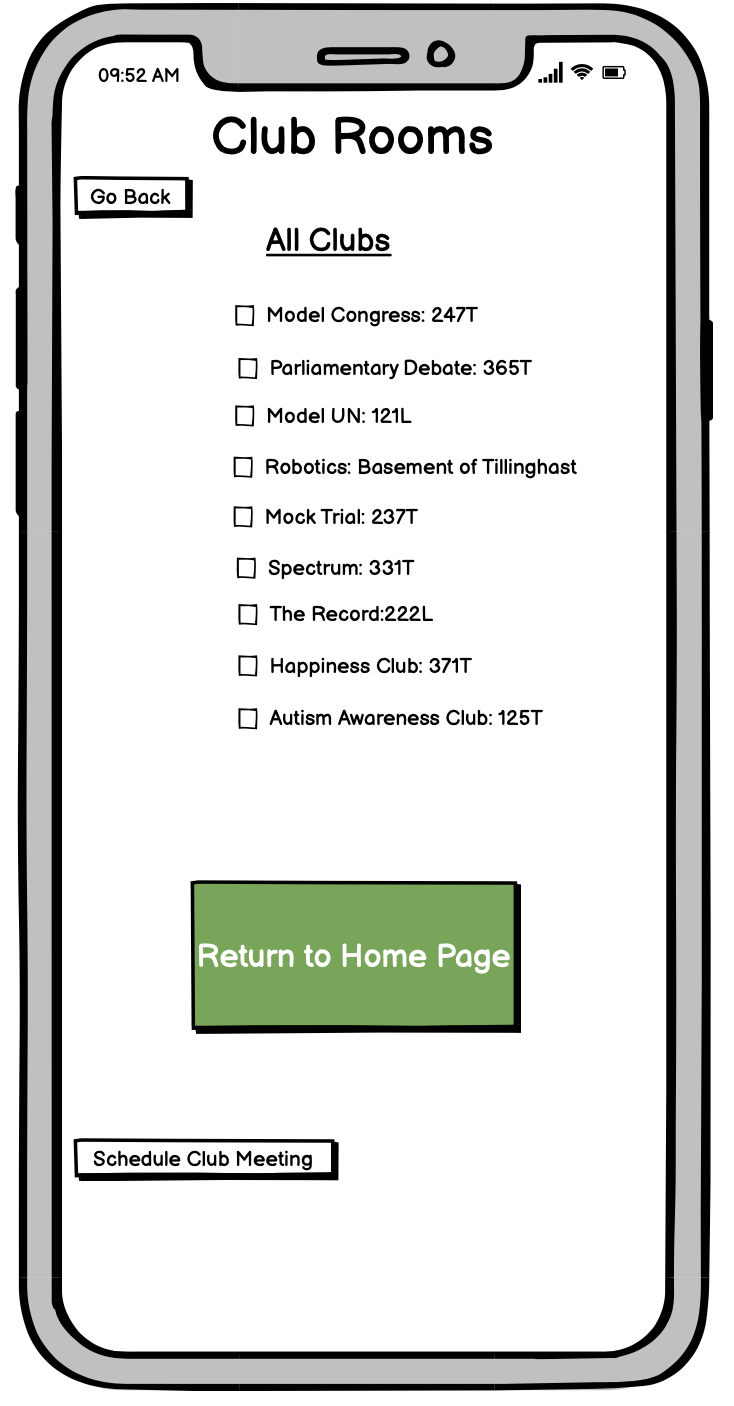 09:52 AM
Club Rooms
Go Back
All Clubs
Model Congress: 247T
Parliamentary Debate: 365T
Model UN: 121L
Robotics: Basement of Tillinghast
Mock Trial: 237T
Spectrum: 331T
The Record:222L
Happiness Club: 371T
Autism Awareness Club: 125T
Return to Home Page
Schedule Club Meeting